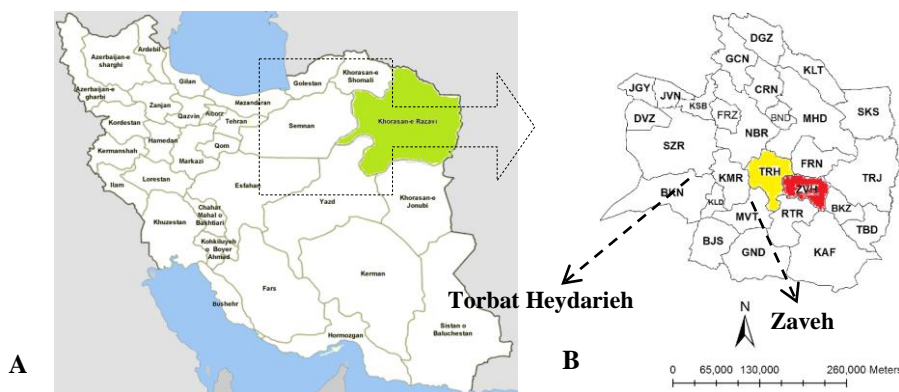 Ardebil
Azerbaijan-e
sharghi
Azerbaijan-e
gharbi
Gilan
Zanjan
Kordestan
Qazvin
Alborz
Mazandaran
Tehran
Golestan
Khorasan-e
Shomali
Khorasan-e Razavi
Semnan
Hamedan
Qom
Kermanshah
Markazi
Ilam
Lorestan
Esfahan
Yazd
Khorasan-e
Jonubi
Khuzestan
Chahar
Mahal o
Bakhtiari
Kohkiluyeh
o Boyer
Ahmad
Fars
Kerman
Bushehr
Hormozgan
Sistan o
Baluchestan
A
DGZ
GCN
KLT
JGY
JVN
KSB
CRN
DVZ
FRZ
BND
MHD
SKS
NBR
SZR
TRH
FRN
KMR
ZVH
TRJ
BKN
KLD
MVT
RTR
BKZ
TBD
BJS
GND
KAF
Torbat Heydarieh
Zaveh
B
N
0 65,000 130,000 260,000 Meters